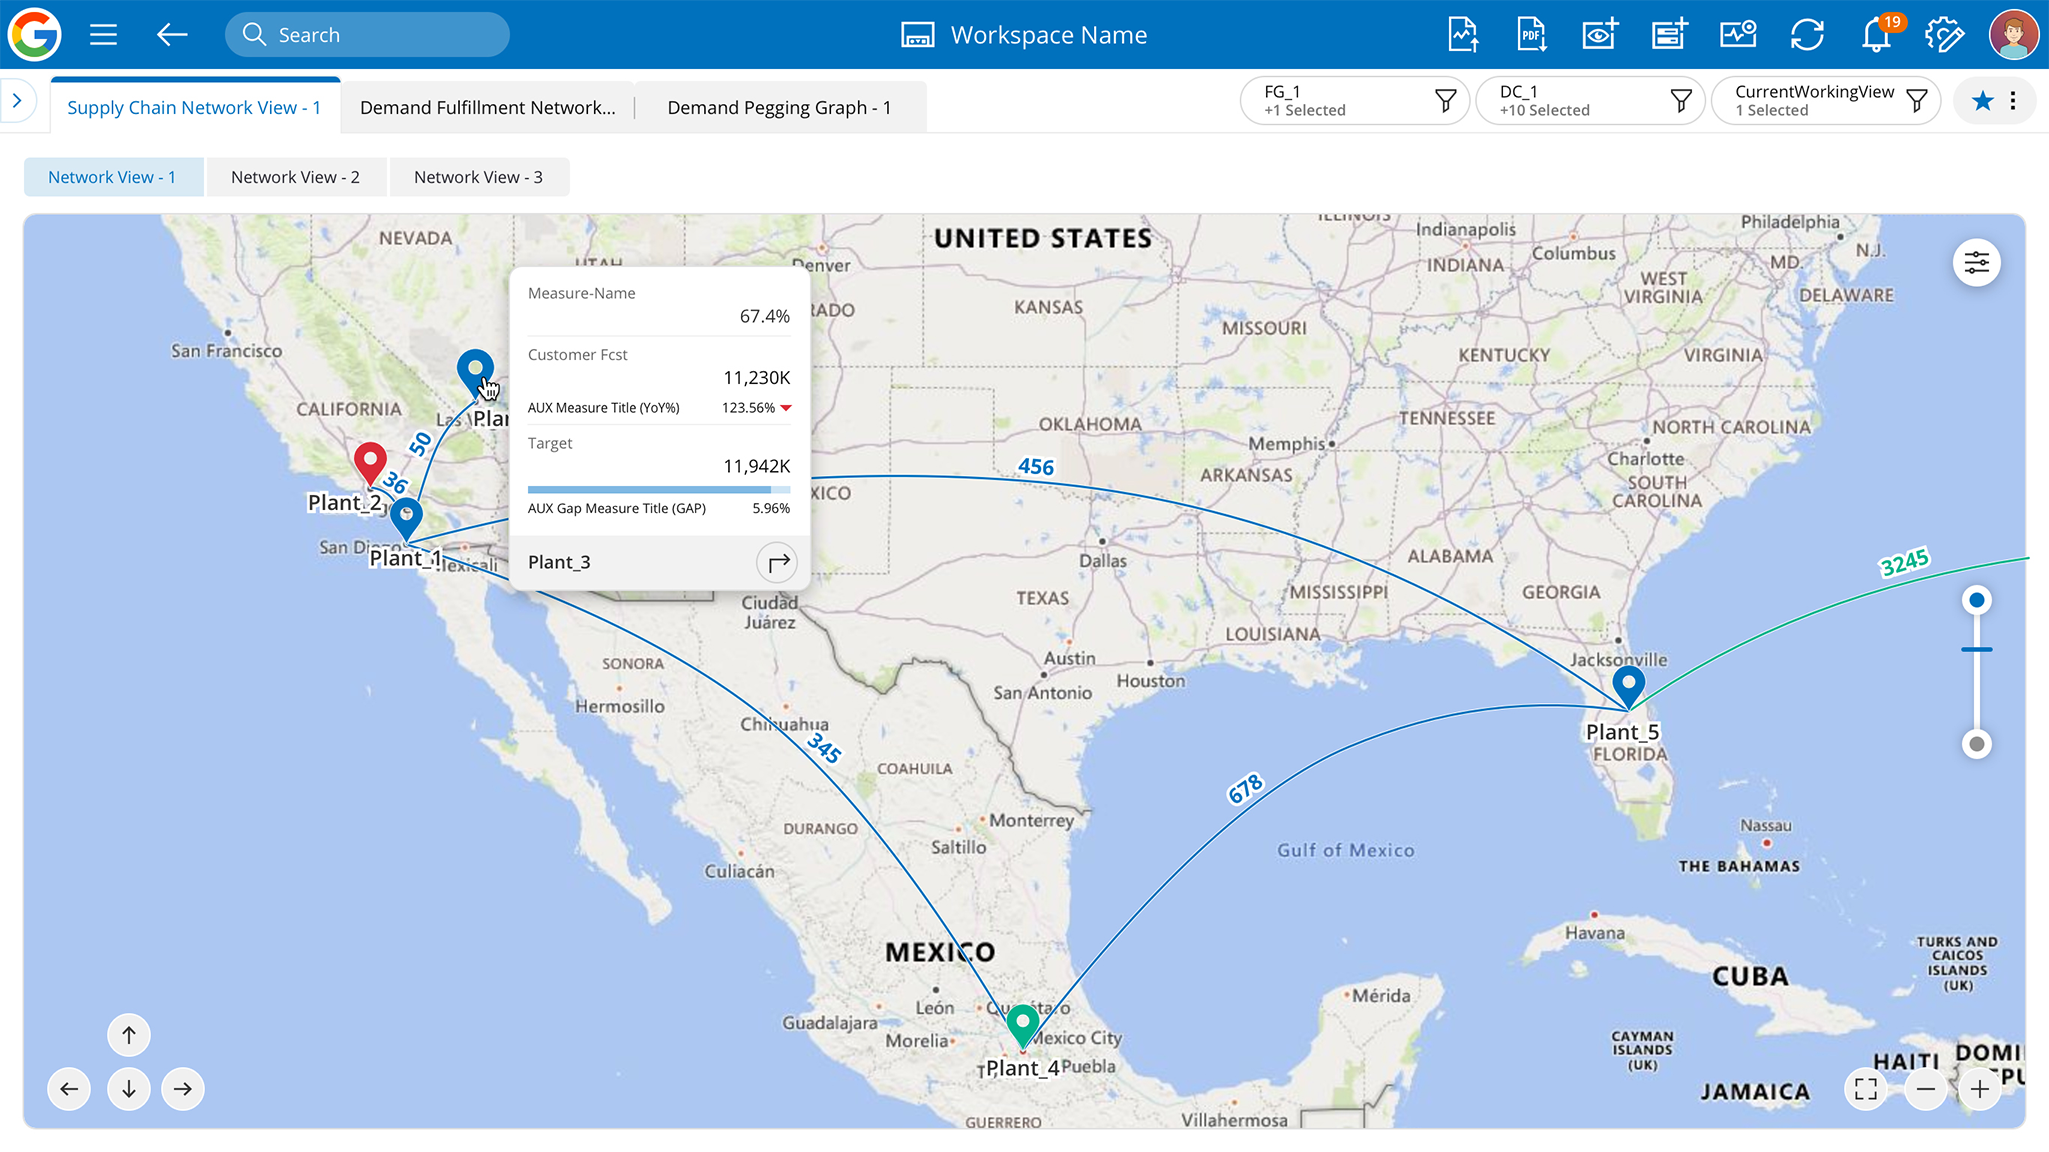 Search
Workspace Name
PDF
19
Supply Chain Network View - 1
Demand Fulfillment Network...
Demand Pegging Graph - 1
FG_1
+1 Selected
DC_1
+10 Selected
CurrentWorkingView
1 Selected
Network View - 1
Network View - 2
Network View - 3
NEVADA
UTAH
Denver
UNITED STATES
ILLINOIS
Indianapolis
Columbus
Philadelphia
N.J.
INDIANA
MD.
WEST
VIRGINIA
DELAWARE
KANSAS
MISSOURI
KENTUCKY
VIRGINIA
San Francisco
CALIFORNIA
Las V
Plan
50
36
Plant_2
San Diego
Plant_1
Mexicali
Measure-Name
67.4%
Customer Fcst
11,230K
AUX Measure Title (YoY%)
123.56%
Target
11,942K
AUX Gap Measure Title (GAP)
5.96%
Plant_3
RADO
XICO
OKLAHOMA
456
Memphis
TENNESSEE
NORTH CAROLINA
Charlotte
SOUTH
CAROLINA
ARKANSAS
Dallas
ALABAMA
MISSISSIPPI
GEORGIA
TEXAS
LOUISIANA
3245
Ciudad
Juárez
Austin
San Antonio
Houston
Jacksonville
Plant_5
FLORIDA
SONORA
Hermosillo
Chihuahua
345
COAHUILA
678
DURANGO
Monterrey
Saltillo
Culiacán
Gulf of Mexico
Nassau
THE BAHAMAS
Havana
CUBA
TURKS AND
CAICOS
ISLANDS
(UK)
MEXICO
León
Querétaro
Guadalajara
Morelia
Mexico City
Plant_4
Puebla
Mérida
CAYMAN
ISLANDS
(UK)
HAITI
DOMI
JAMAICA
GUERRERO
Villahermosa